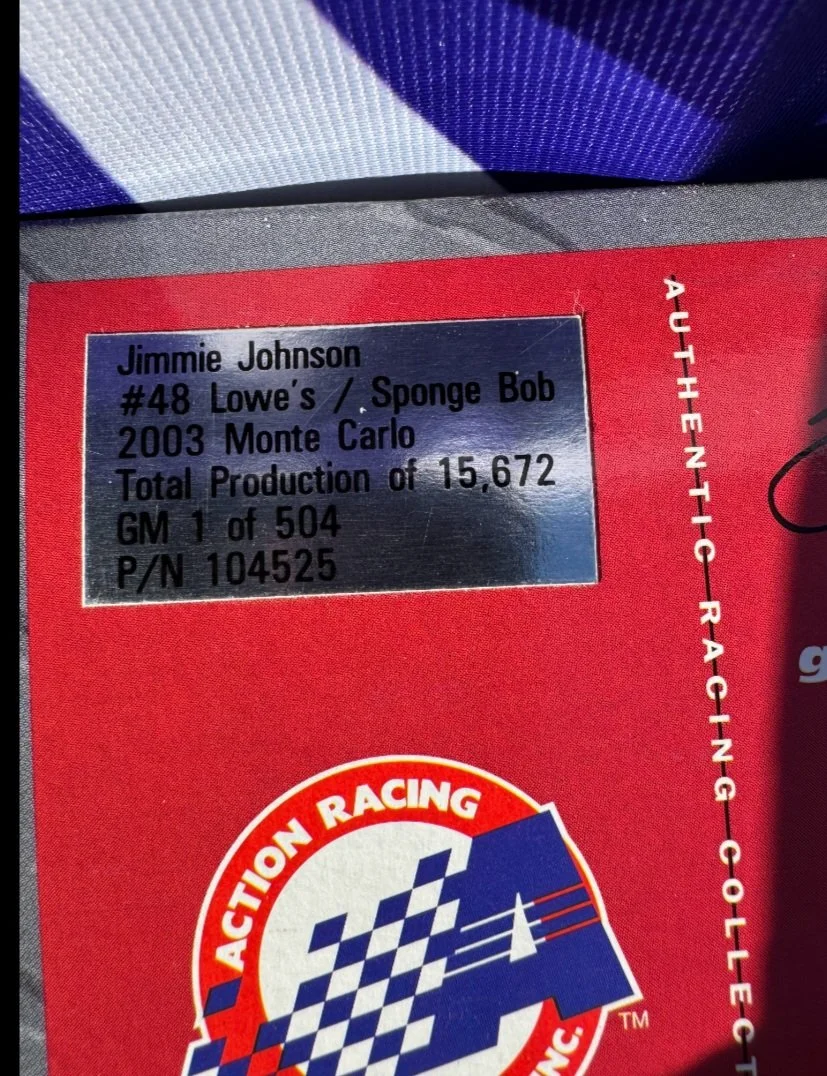 Jimmie Johnson
#48 Lowe's / Sponge Bob
2003 Monte Carlo
Total Production of 15,672
GM 1 of 504
P/N 104525
AUTHENTIC RACING COLLECT
ACTION RACING
INC.
TM
g